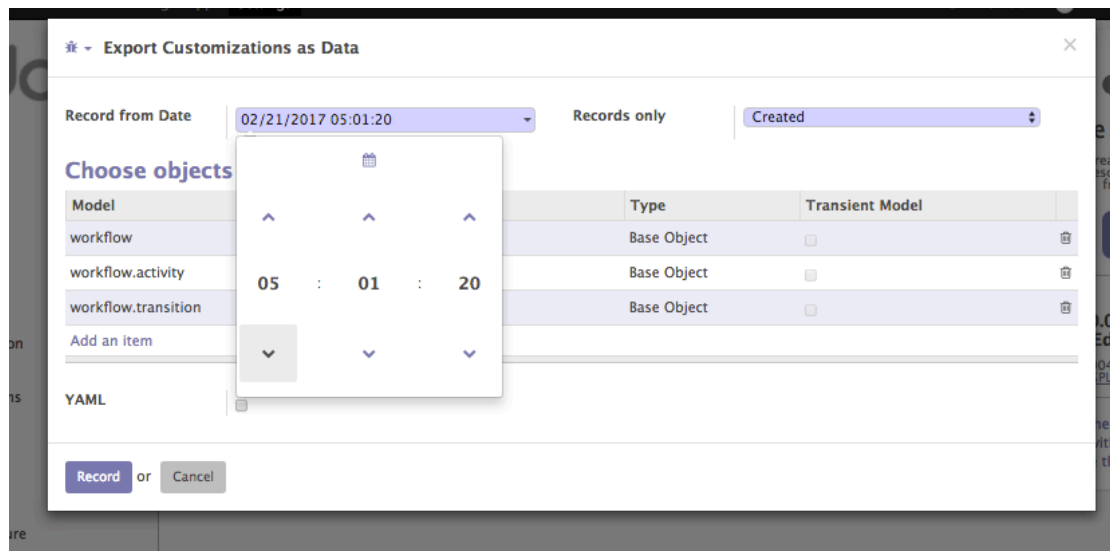 Export Customizations as Data
×
Record from Date
02/21/2017 05:01:20
Records only
Created
Choose objects
Model
Type
Transient Model
workflow
Base Object
workflow.activity
Base Object
workflow.transition
Base Object
Add an item
05 : 01 : 20
YAML
Record or Cancel